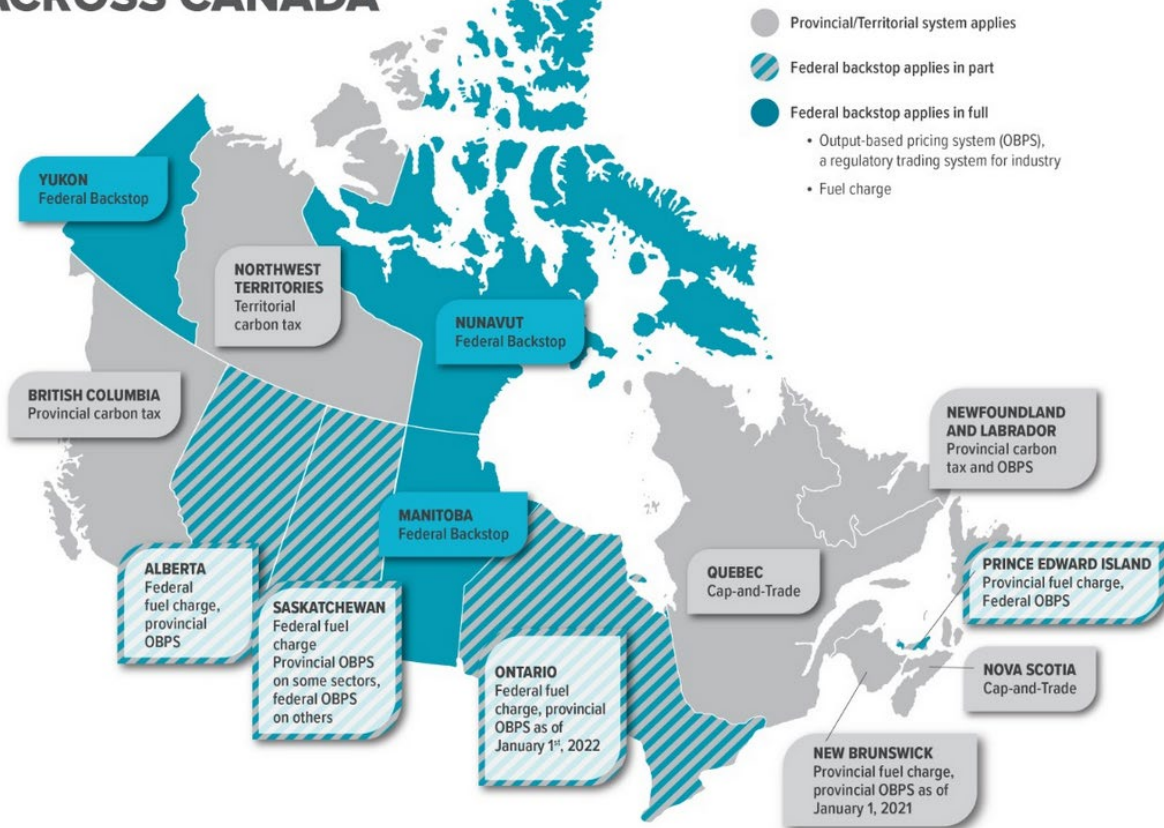 ACROSS CANADA
Provincial/Territorial system applies
Federal backstop applies in part
Federal backstop applies in full
• Output-based pricing system (OBPS),
a regulatory trading system for industry
• Fuel charge
YUKON
Federal Backstop
NORTHWEST
TERRITORIES
Territorial
carbon tax
NUNAVUT
Federal Backstop
BRITISH COLUMBIA
Provincial carbon tax
NEWFOUNDLAND
AND LABRADOR
Provincial carbon
tax and OBPS
MANITOBA
Federal Backstop
ALBERTA
Federal
fuel charge,
provincial
OBPS
SASKATCHEWAN
Federal fuel
charge
Provincial OBPS
on some sectors,
federal OBPS
on others
ONTARIO
Federal fuel
charge, provincial
OBPS as of
January 1st, 2022
QUEBEC
Cap-and-Trade
PRINCE EDWARD ISLAND
Provincial fuel charge,
Federal OBPS
NOVA SCOTIA
Cap-and-Trade
NEW BRUNSWICK
Provincial fuel charge,
provincial OBPS as of
January 1, 2021